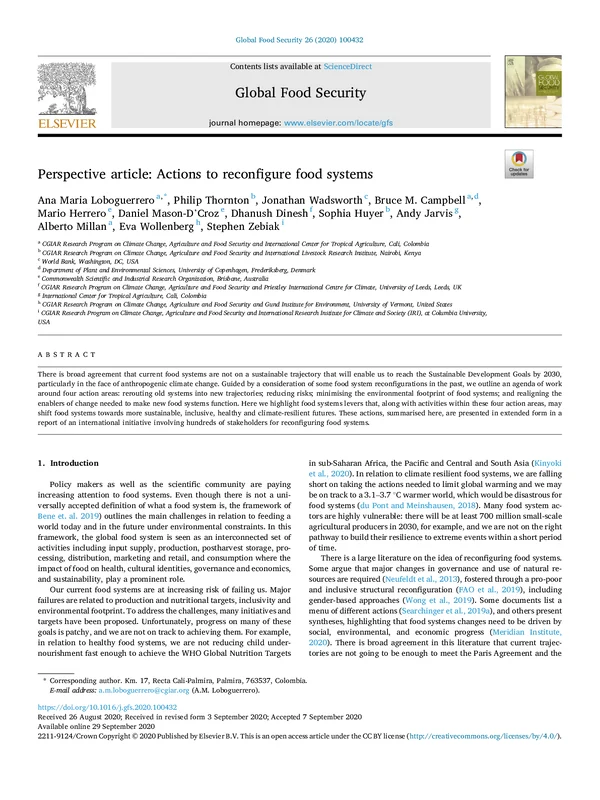 Global Food Security 26 (2020) 100432
Contents lists available at ScienceDirect
Global Food Security
journal homepage: www.elsevier.com/locate/gfs
ELSEVIER
GLOBAL FOOD SECURITY
Check for updates
Perspective article: Actions to reconfigure food systems
Ana Maria Loboguerrero a,*, Philip Thornton b, Jonathan Wadsworth c, Bruce M. Campbell a,d,
Mario Herrero e, Daniel Mason-D'Croz e, Dhanush Dinesh f, Sophia Huyer b, Andy Jarvis g,
Alberto Millan a, Eva Wollenberg h, Stephen Zebiak i
a CGIAR Research Program on Climate Change, Agriculture and Food Security and International Center for Tropical Agriculture, Cali, Colombia
b CGIAR Research Program on Climate Change, Agriculture and Food Security and International Livestock Research Institute, Nairobi, Kenya
c World Bank, Washington, DC, USA
d Department of Plant and Environmental Sciences, University of Copenhagen, Frederiksberg, Denmark
e Commonwealth Scientific and Industrial Research Organisation, Brisbane, Australia
f CGIAR Research Program on Climate Change, Agriculture and Food Security and Priestley International Centre for Climate, University of Leeds, Leeds, UK
g International Center for Tropical Agriculture, Cali, Colombia
h CGIAR Research Program on Climate Change, Agriculture and Food Security and Gund Institute for Environment, University of Vermont, United States
i CGIAR Research Program on Climate Change, Agriculture and Food Security and International Research Institute for Climate and Society (IRI), at Columbia University,
USA
ABSTRACT
There is broad agreement that current food systems are not on a sustainable trajectory that will enable us to reach the Sustainable Development Goals by 2030,
particularly in the face of anthropogenic climate change. Guided by a consideration of some food system reconfigurations in the past, we outline an agenda of work
around four action areas: rerouting old systems into new trajectories; reducing risks; minimising the environmental footprint of food systems; and realigning the
enablers of change needed to make new food systems function. Here we highlight food systems levers that, along with activities within these four action areas, may
shift food systems towards more sustainable, inclusive, healthy and climate-resilient futures. These actions, summarised here, are presented in extended form in a
report of an international initiative involving hundreds of stakeholders for reconfiguring food systems.
1. Introduction
Policy makers as well as the scientific community are paying
increasing attention to food systems. Even though there is not a uni-
versally accepted definition of what a food system is, the framework of
Bene et. al. 2019) outlines the main challenges in relation to feeding a
world today and in the future under environmental constraints. In this
framework, the global food system is seen as an interconnected set of
activities including input supply, production, postharvest storage, pro-
cessing, distribution, marketing and retail, and consumption where the
impact of food on health, cultural identities, governance and economics,
and sustainability, play a prominent role.
Our current food systems are at increasing risk of failing us. Major
failures are related to production and nutritional targets, inclusivity and
environmental footprint. To address the challenges, many initiatives and
targets have been proposed. Unfortunately, progress on many of these
goals is patchy, and we are not on track to achieving them. For example,
in relation to healthy food systems, we are not reducing child under-
nourishment fast enough to achieve the WHO Global Nutrition Targets
in sub-Saharan Africa, the Pacific and Central and South Asia (Kinyoki
et al., 2020). In relation to climate resilient food systems, we are falling
short on taking the actions needed to limit global warming and we may
be on track to a 3.1–3.7 °C warmer world, which would be disastrous for
food systems (du Pont and Meinshausen, 2018). Many food system ac-
tors are highly vulnerable: there will be at least 700 million small-scale
agricultural producers in 2030, for example, and we are not on the right
pathway to build their resilience to extreme events within a short period
of time.
There is a large literature on the idea of reconfiguring food systems.
Some argue that major changes in governance and use of natural re-
sources are required (Neufeldt et al., 2013), fostered through a pro-poor
and inclusive structural reconfiguration (FAO et al., 2019), including
gender-based approaches (Wong et al., 2019). Some documents list a
menu of different actions (Searchinger et al., 2019a), and others present
syntheses, highlighting that food systems changes need to be driven by
social, environmental, and economic progress (Meridian Institute,
2020). There is broad agreement in this literature that current trajec-
tories are not going to be enough to meet the Paris Agreement and the
* Corresponding author. Km. 17, Recta Cali-Palmira, Palmira, 763537, Colombia.
E-mail address: a.m.loboguerrero@cgiar.org (A.M. Loboguerrero).
https://doi.org/10.1016/j.gfs.2020.100432
Received 26 August 2020; Received in revised form 3 September 2020; Accepted 7 September 2020
Available online 29 September 2020
2211-9124/Crown Copyright © 2020 Published by Elsevier B.V. This is an open access article under the CC BY license (http://creativecommons.org/licenses/by/4.0/).